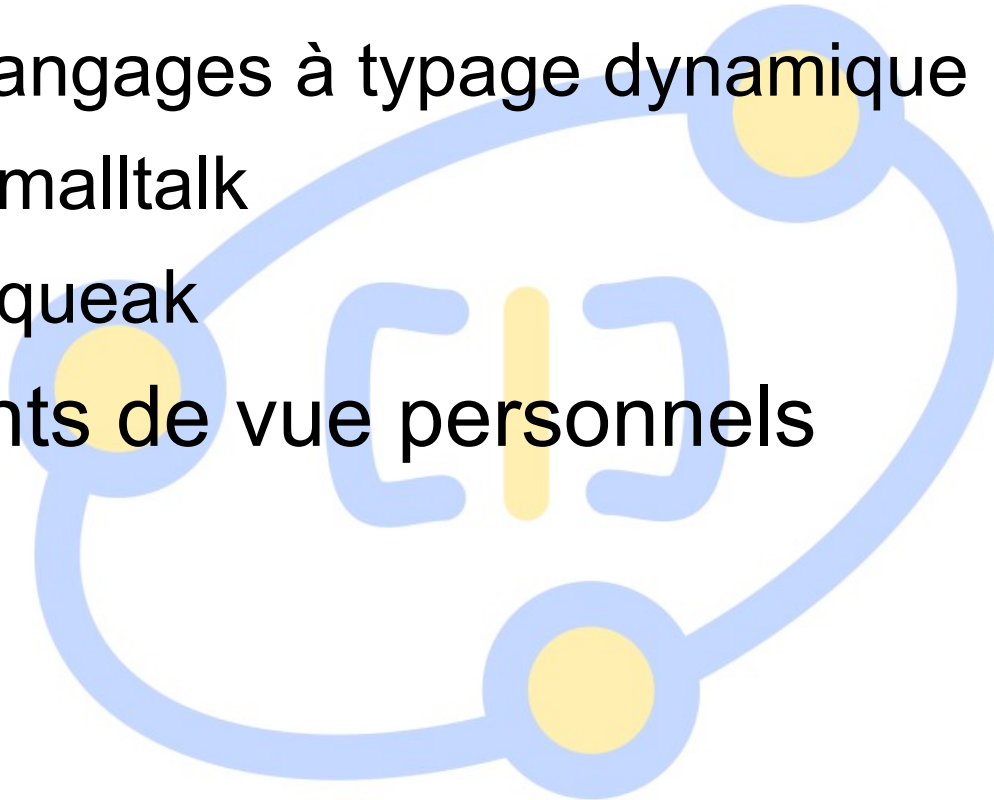 angages à typage dynamique
malltalk
queak
nts de vue personnels